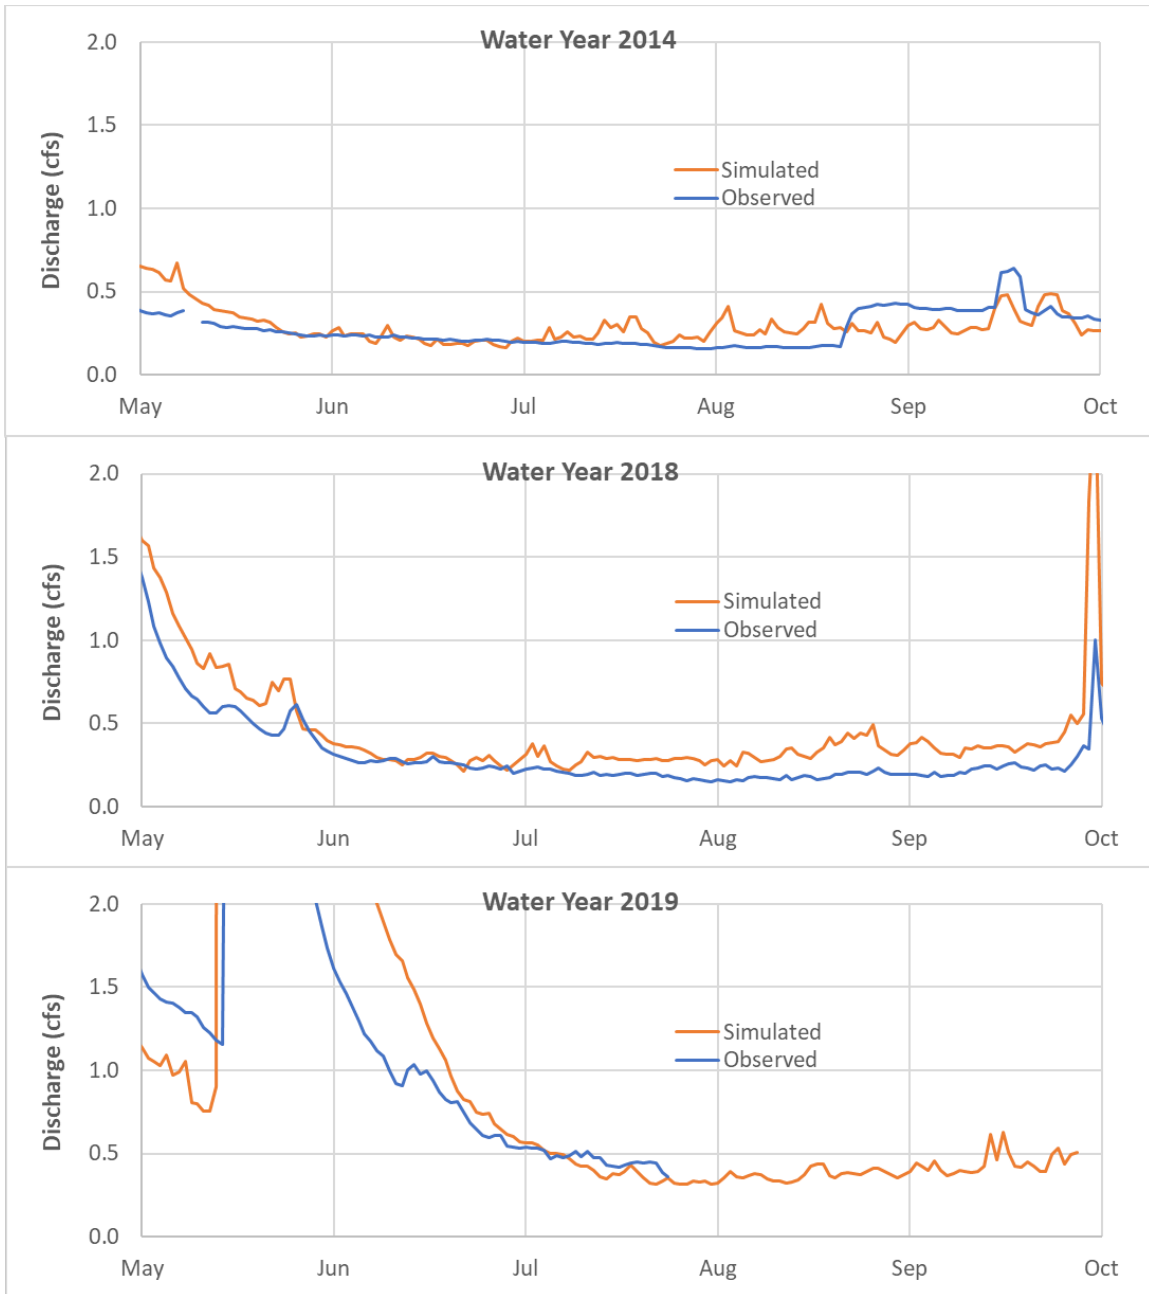 Water Year 2014
2.0
1.5
1.0
0.5
0.0
Discharge (cfs)
Simulated
Observed
May Jun Jul Aug Sep Oct
Water Year 2018
2.0
1.5
1.0
0.5
0.0
Discharge (cfs)
Simulated
Observed
May Jun Jul Aug Sep Oct
Water Year 2019
2.0
1.5
1.0
0.5
0.0
Discharge (cfs)
Simulated
Observed
May Jun Jul Aug Sep Oct